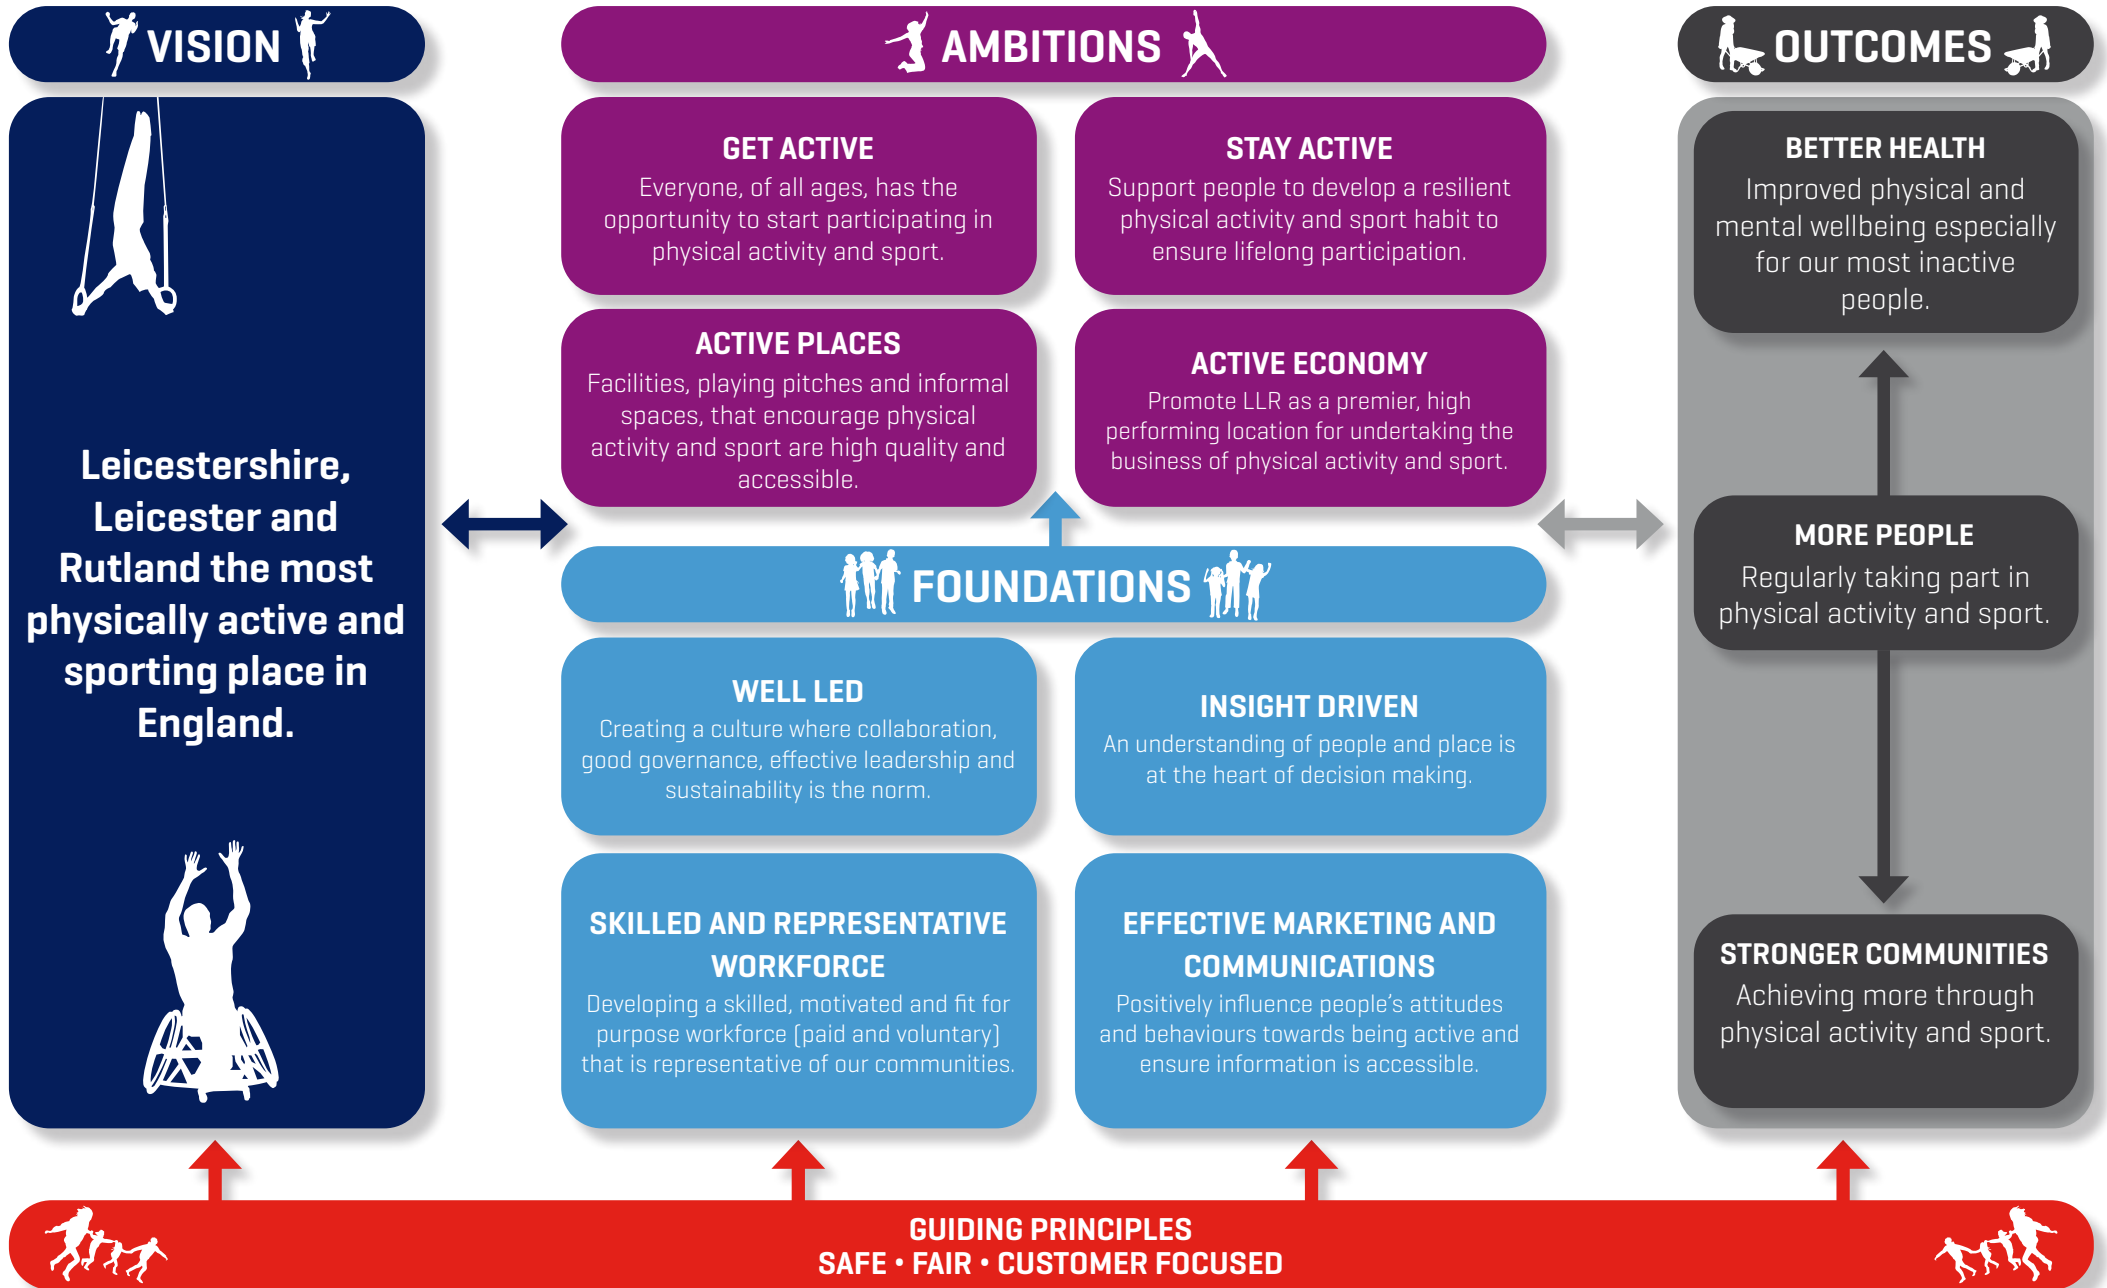 VISION
Leicestershire,
Leicester and
Rutland the most
physically active and
sporting place in
England.
AMBITIONS
GET ACTIVE
Everyone, of all ages, has the
opportunity to start participating in
physical activity and sport.
STAY ACTIVE
Support people to develop a resilient
physical activity and sport habit to
ensure lifelong participation.
ACTIVE PLACES
Facilities, playing pitches and informal
spaces, that encourage physical
activity and sport are high quality and
accessible.
ACTIVE ECONOMY
Promote LLR as a premier, high
performing location for undertaking the
business of physical activity and sport.
FOUNDATIONS
WELL LED
Creating a culture where collaboration,
good governance, effective leadership and
sustainability is the norm.
INSIGHT DRIVEN
An understanding of people and place is
at the heart of decision making.
SKILLED AND REPRESENTATIVE
WORKFORCE
Developing a skilled, motivated and fit for
purpose workforce (paid and voluntary)
that is representative of our communities.
EFFECTIVE MARKETING AND
COMMUNICATIONS
Positively influence people's attitudes
and behaviours towards being active and
ensure information is accessible.
OUTCOMES
BETTER HEALTH
Improved physical and
mental wellbeing especially
for our most inactive
people.
MORE PEOPLE
Regularly taking part in
physical activity and sport.
STRONGER COMMUNITIES
Achieving more through
physical activity and sport.
GUIDING PRINCIPLES
SAFE • FAIR • CUSTOMER FOCUSED